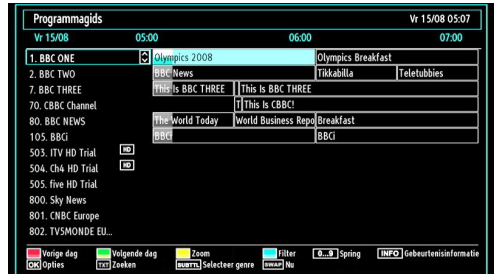 Programmagids Vr 15/08 05:07
Vr 15/08 05:00 06:00 07:00
1. BBC ONE Olympics 2008 Olympics Breakfast
2. BBC TWO BBC News Tikkabilla Teletubbies
7. BBC THREE This Is BBC THREE This Is BBC THREE
70. CBBC Channel T This Is CBBC!
80. BBC NEWS The World Today World Business Repo Breakfast
105. BBCi BBCi BBCi
503. ITV HD Trial HD
504. Ch4 HD Trial HD
505. five HD Trial
800. Sky News
801. CNBC Europe
802. TV5MONDE EU...
Vorige dag Volgende dag Zoom Filter 0...9 Spring INFO Gebeurtenisinformatie
OK Opties TXT Zoeken SUBTTL Selecteer genre SWAP Nu